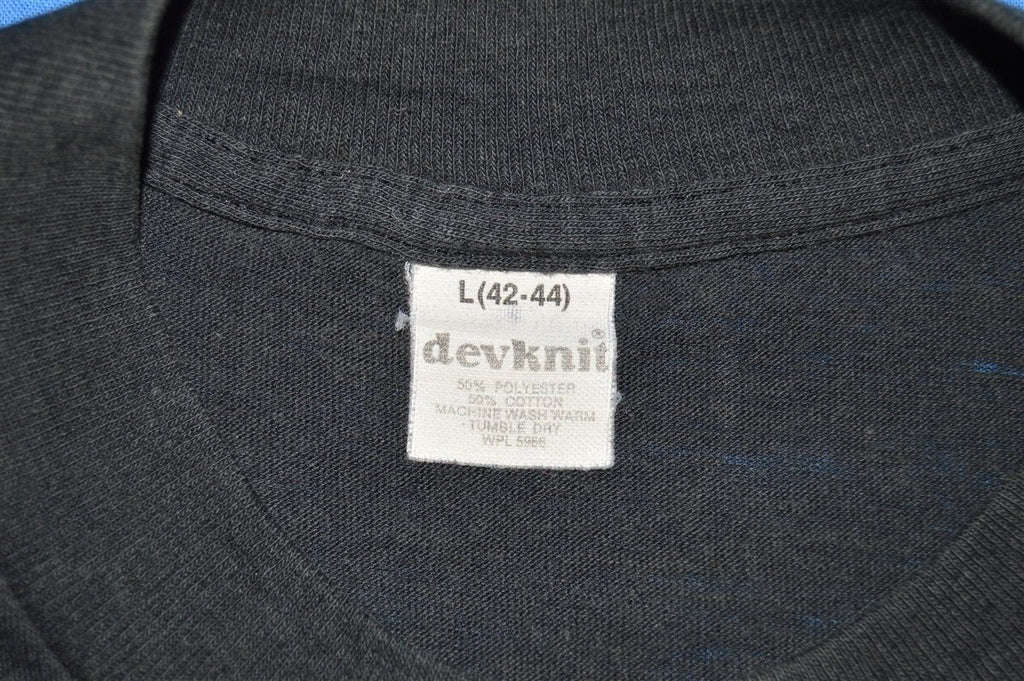 L(42-44)
devknit®
50% POLYESTER
50% COTTON
MACHINE WASH WARM
TUMBLE DRY
WPL 5966